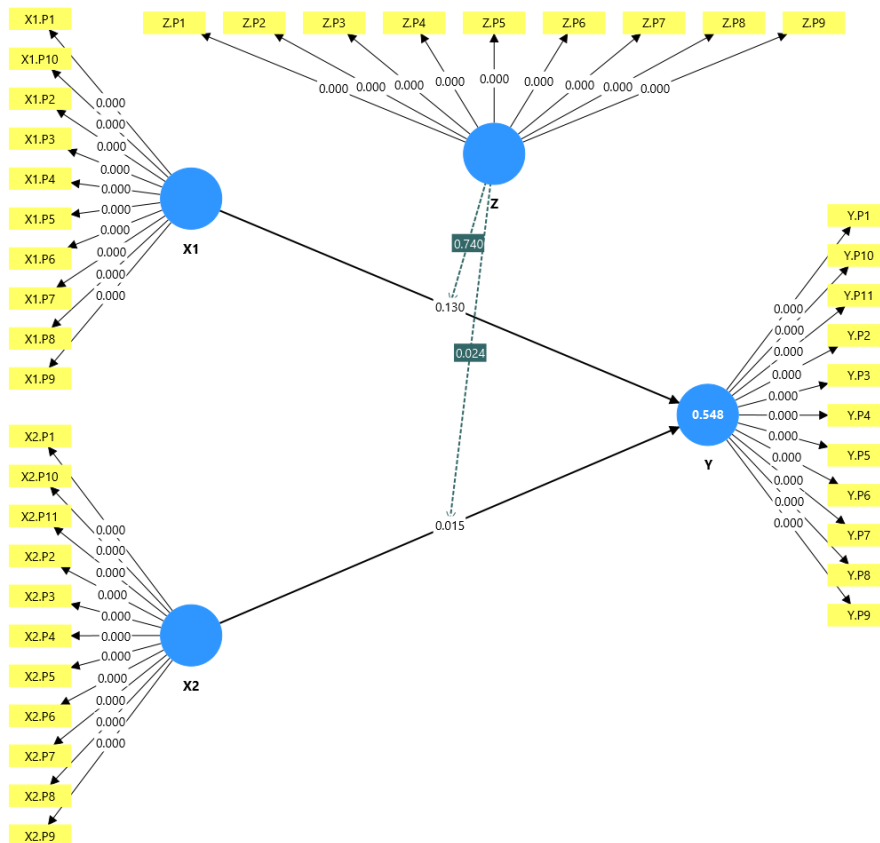 X1.P1
X1.P10
X1.P2
X1.P3
X1.P4
X1.P5
X1.P6
X1.P7
X1.P8
X1.P9
0.000
0.000
0.000
0.000
0.000
0.000
0.000
0.000
0.000
0.000
X1
Z.P1
Z.P2
Z.P3
Z.P4
Z.P5
Z.P6
Z.P7
Z.P8
Z.P9
0.000
0.000
0.000
0.000
0.000
0.000
0.000
0.000
0.000
Z
0.740
0.130
0.024
0.015
X2.P1
X2.P10
X2.P11
X2.P2
X2.P3
X2.P4
X2.P5
X2.P6
X2.P7
X2.P8
X2.P9
0.000
0.000
0.000
0.000
0.000
0.000
0.000
0.000
0.000
0.000
0.000
X2
0.548
Y
0.000
0.000
0.000
0.000
0.000
0.000
0.000
0.000
0.000
0.000
0.000
Y.P1
Y.P10
Y.P11
Y.P2
Y.P3
Y.P4
Y.P5
Y.P6
Y.P7
Y.P8
Y.P9